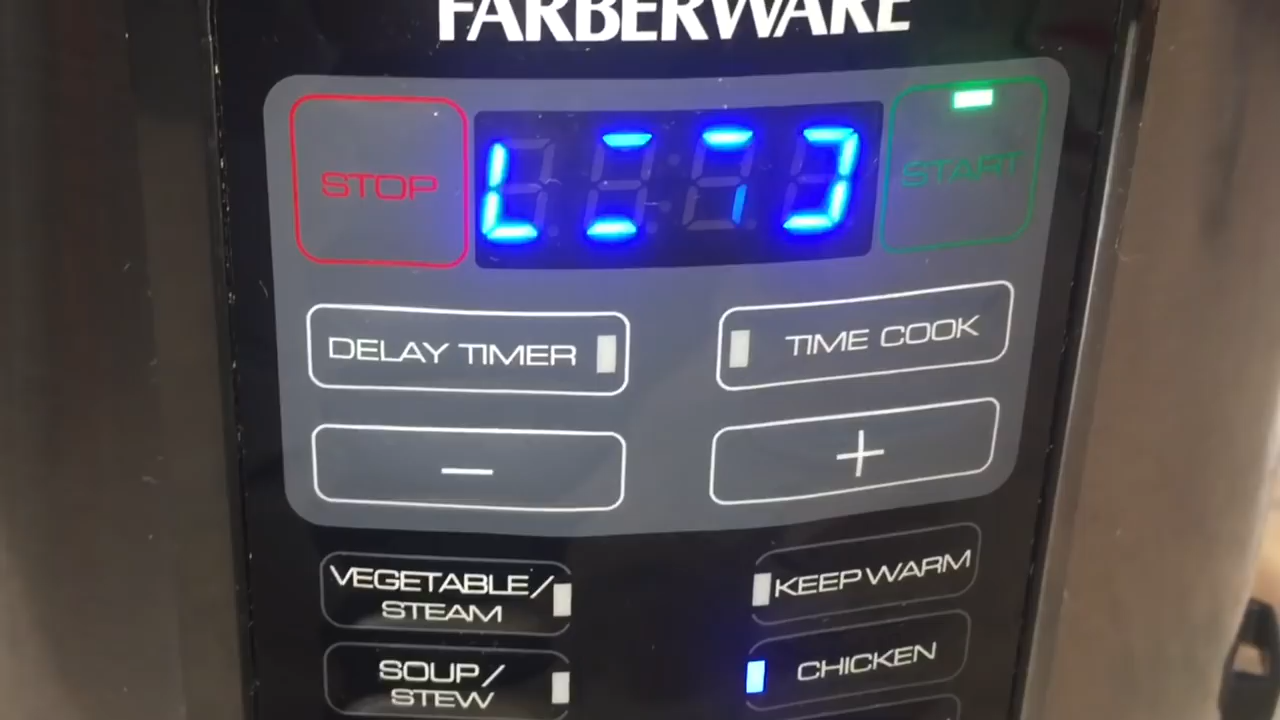 FARBERWARE
STOP
START
DELAY TIMER
TIME COOK
−
+
VEGETABLE/
STEAM
KEEP WARM
SOUP/
STEW
CHICKEN